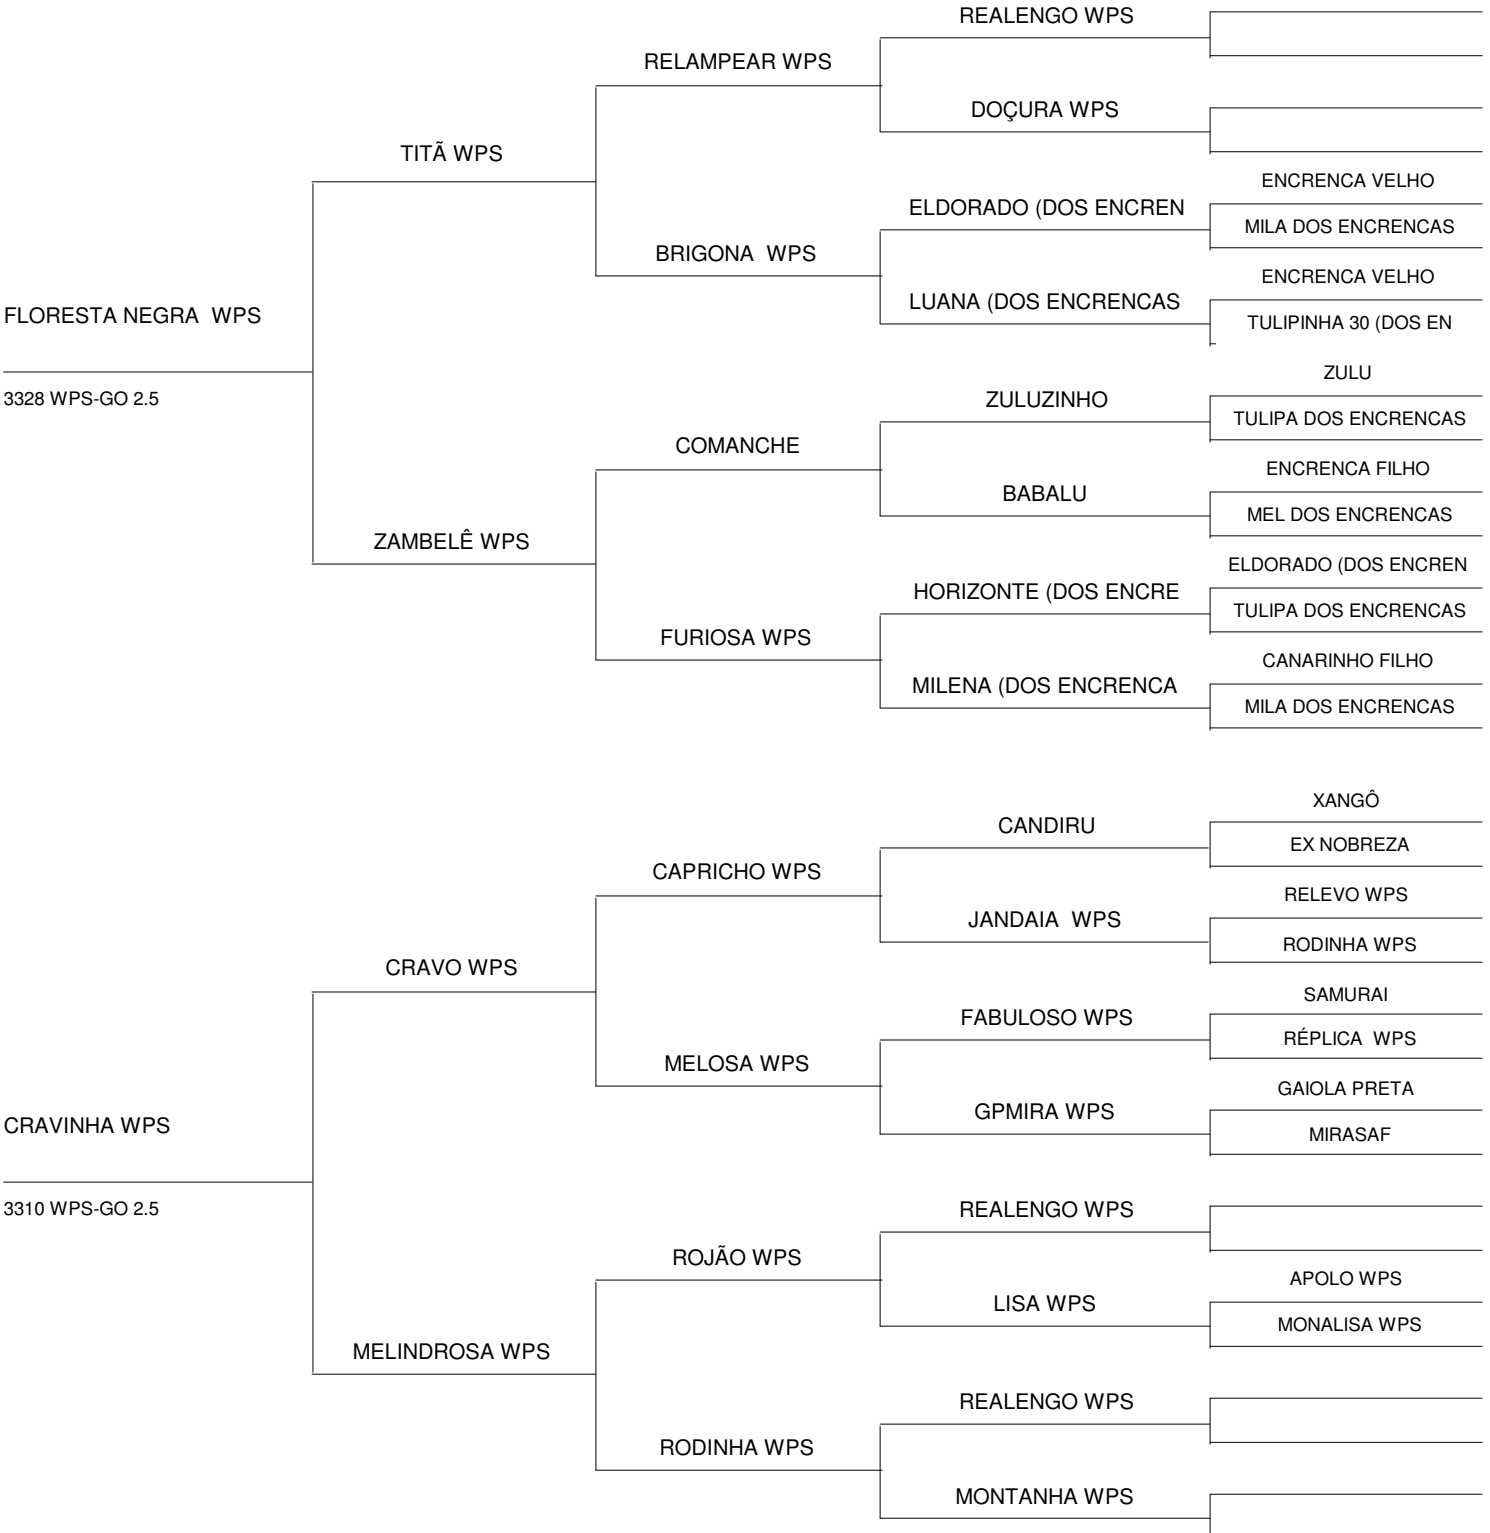 REALENGO WPS
RELAMPEAR WPS
DOÇURA WPS
TITÃ WPS
ENCRENCA VELHO
ELDORADO (DOS ENCREN
MILA DOS ENCRENCAS
BRIGONA  WPS
ENCRENCA VELHO
LUANA (DOS ENCRENCAS
TULIPINHA 30 (DOS EN
FLORESTA NEGRA  WPS
3328 WPS-GO 2.5
ZULU
ZULUZINHO
TULIPA DOS ENCRENCAS
COMANCHE
ENCRENCA FILHO
BABALU
MEL DOS ENCRENCAS
ZAMBELÊ WPS
ELDORADO (DOS ENCREN
HORIZONTE (DOS ENCRE
TULIPA DOS ENCRENCAS
FURIOSA WPS
CANARINHO FILHO
MILENA (DOS ENCRENCA
MILA DOS ENCRENCAS
XANGÔ
CANDIRU
EX NOBREZA
CAPRICHO WPS
RELEVO WPS
JANDAIA  WPS
RODINHA WPS
CRAVO WPS
SAMURAI
FABULOSO WPS
RÉPLICA  WPS
MELOSA WPS
GAIOLA PRETA
GPMIRA WPS
MIRASAF
CRAVINHA WPS
3310 WPS-GO 2.5
REALENGO WPS
ROJÃO WPS
APOLO WPS
LISA WPS
MONALISA WPS
MELINDROSA WPS
REALENGO WPS
RODINHA WPS
MONTANHA WPS